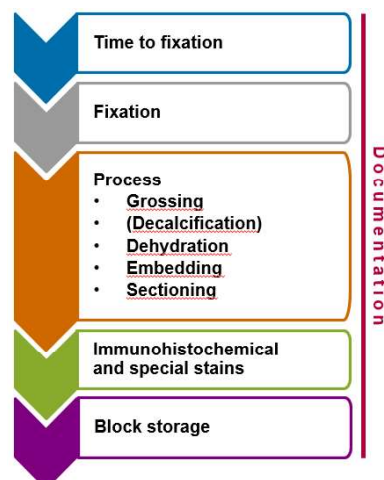 Time to fixation
Fixation
Process
• Grossing
• (Decalcification)
• Dehydration
• Embedding
• Sectioning
Immunohistochemical
and special stains
Block storage
Documentation